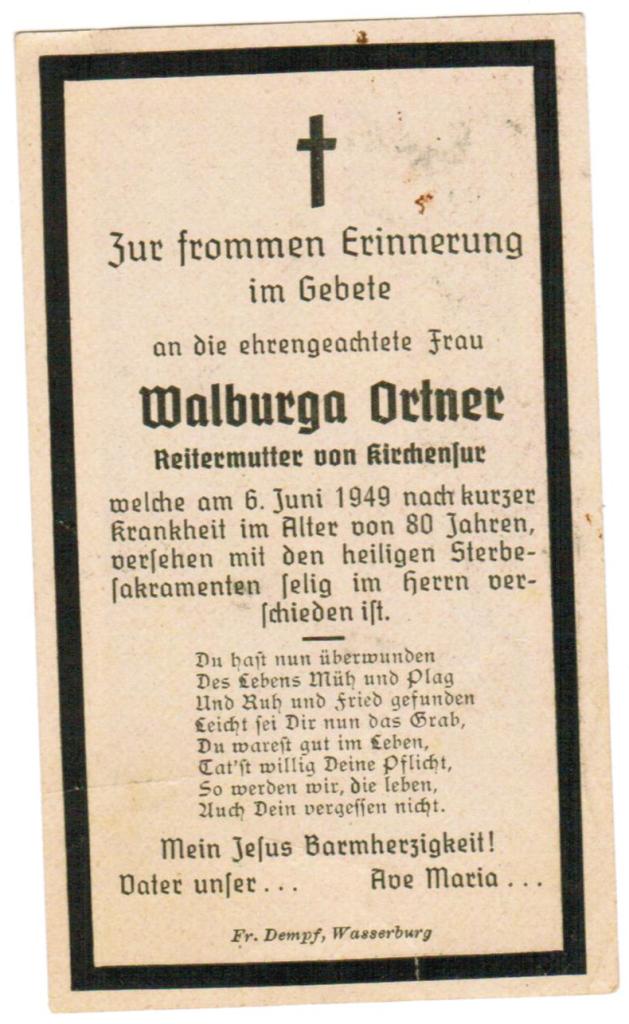 Zur frommen Erinnerung
im Gebete
an die ehrengeachtete Frau
Walburga Ortner
Reitermutter von Kirchensur
welche am 6. Juni 1949 nach kurzer
Krankheit im Alter von 80 Jahren,
versehen mit den heiligen Sterbe-
sakramenten selig im Herrn ver-
schieden ist.
Du hast nun überwunden
Des Lebens Müh und Plag
Und Ruh und Fried gefunden
Leicht sei Dir nun das Grab,
Du warest gut im Leben,
Tat'st willig Deine Pflicht,
So werden wir, die leben,
Auch Dein vergessen nicht.
Mein Jesus Barmherzigkeit!
Vater unser ... Ave Maria ...
Fr. Dempf, Wasserburg